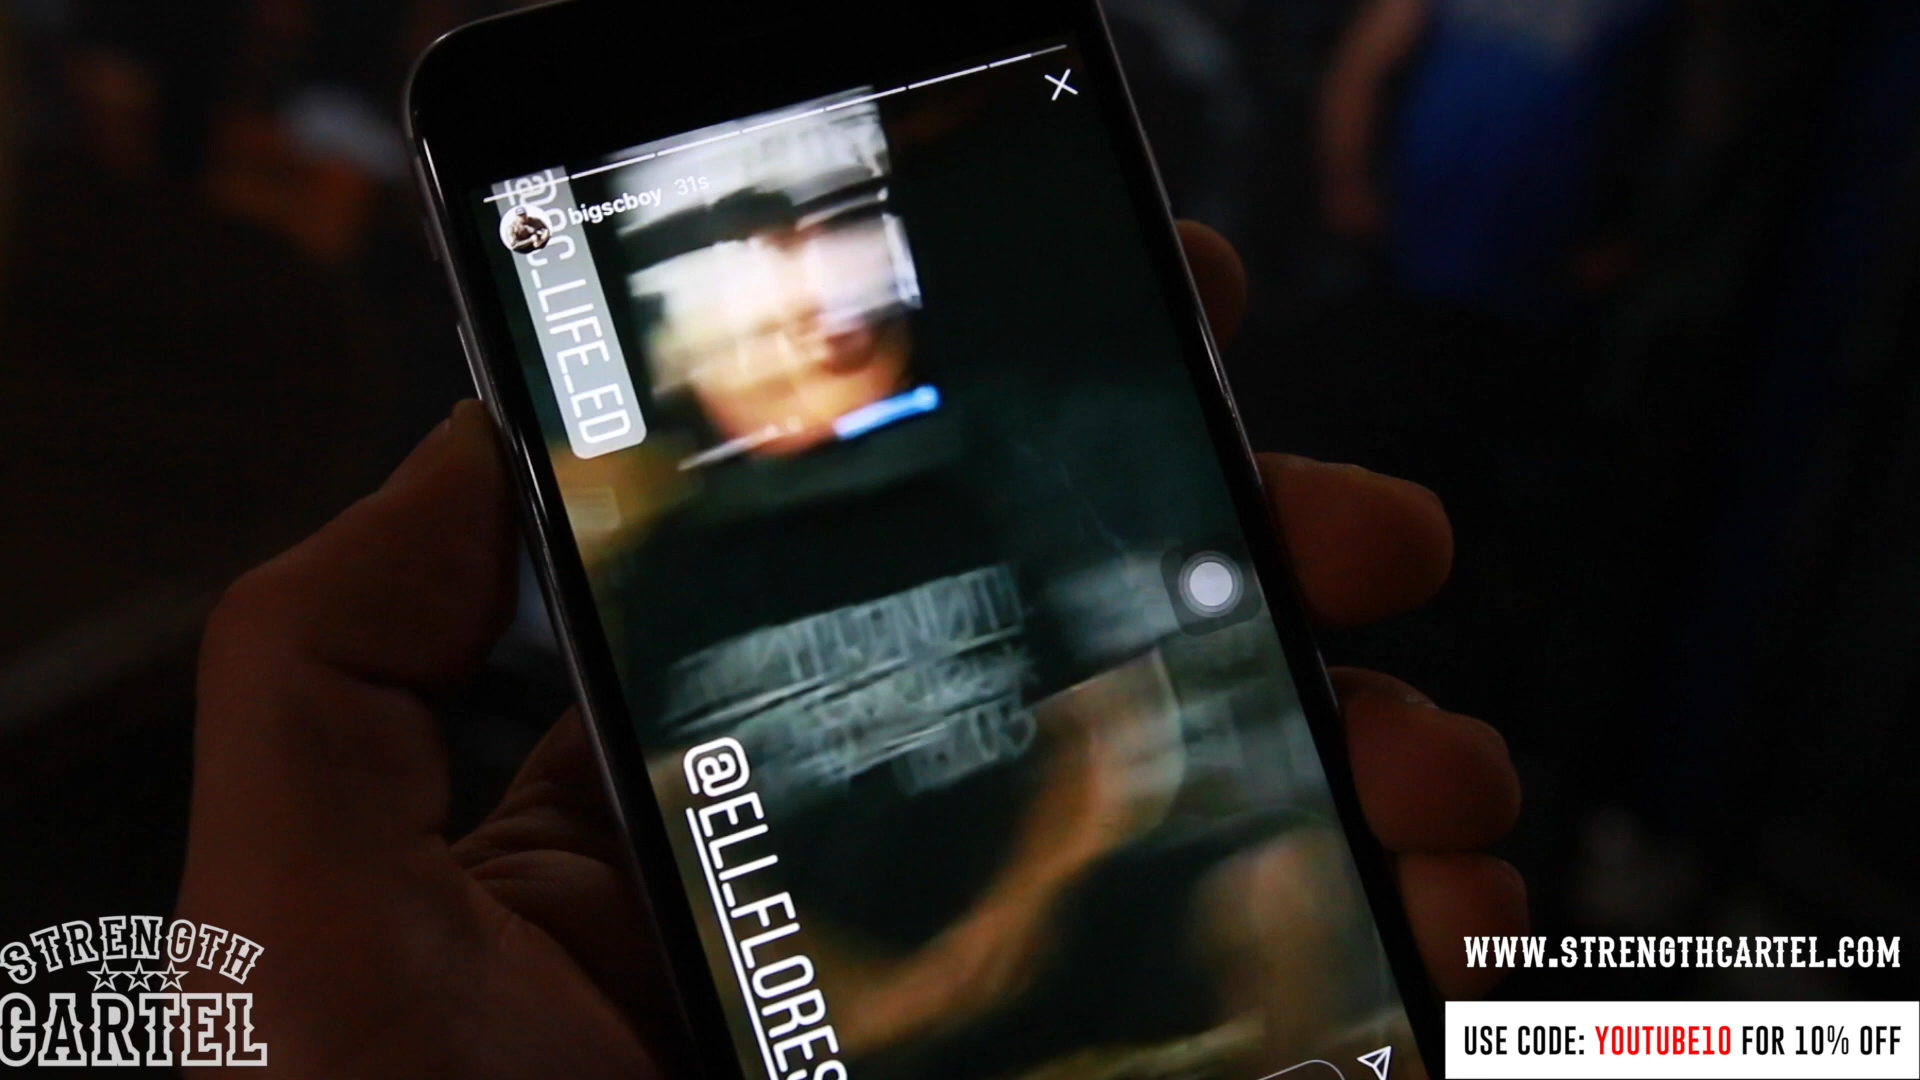 bigscboy 31s
C_LIFE_ED
@ELI_FLORES
STRENGTH
CARTEL
WWW.STRENGTHCARTEL.COM
USE CODE: YOUTUBE10 FOR 10% OFF